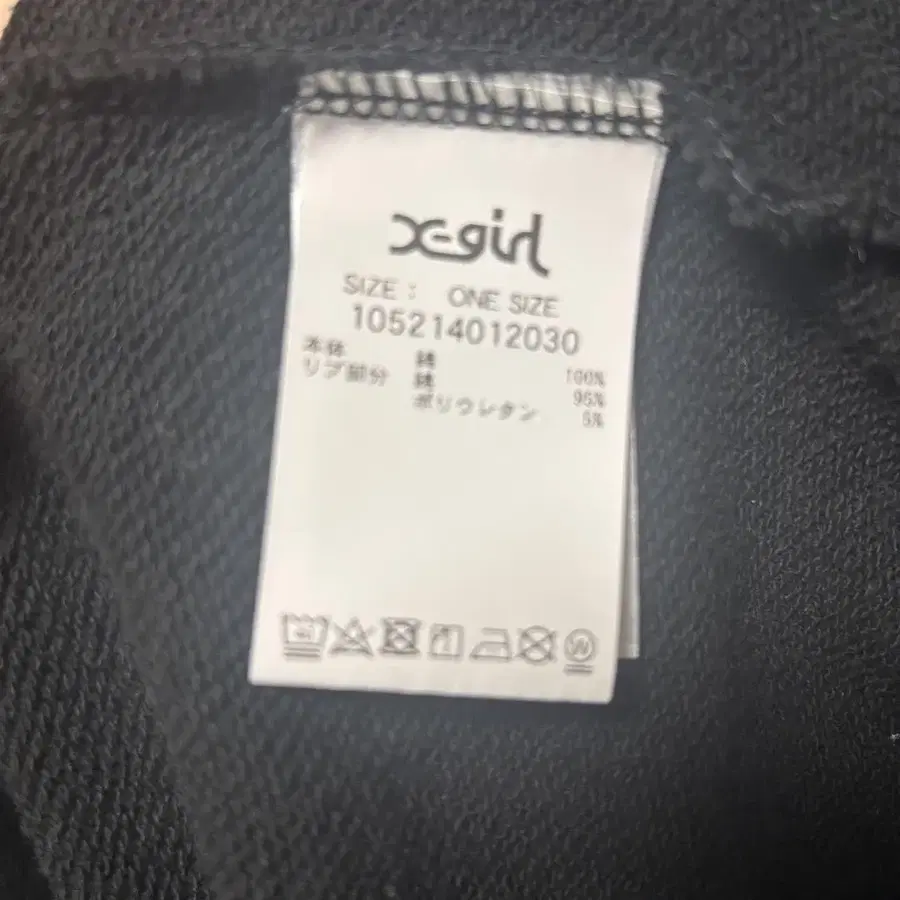 X-girl
SIZE : ONE SIZE
105214012030
本体 綿 100%
リブ部分 綿 95%
ポリウレタン 5%